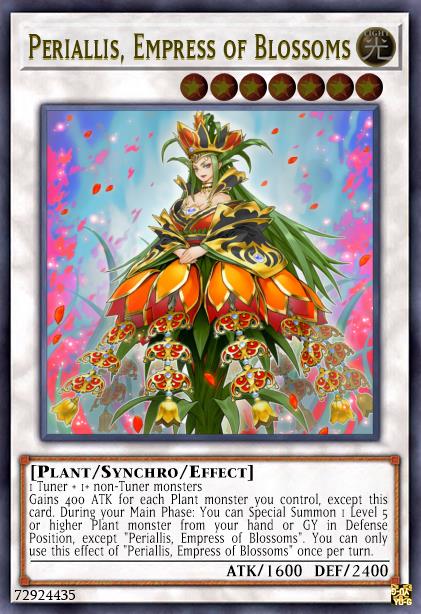 Periallis, Empress of Blossoms
LIGHT
光
[Plant/Synchro/Effect]
1 Tuner + 1+ non-Tuner monsters
Gains 400 ATK for each Plant monster you control, except this
card. During your Main Phase: You can Special Summon 1 Level 5
or higher Plant monster from your hand or GY in Defense
Position, except "Periallis, Empress of Blossoms". You can only
use this effect of "Periallis, Empress of Blossoms" once per turn.
ATK/1600 DEF/2400
72924435